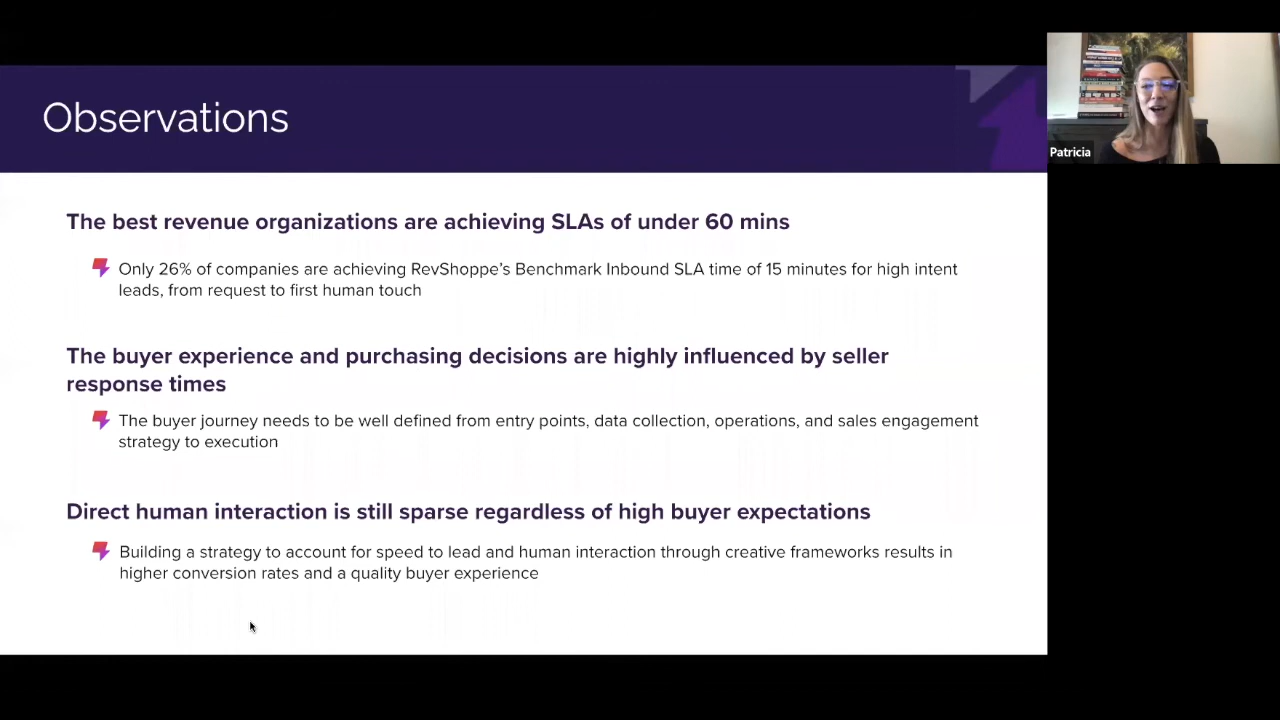 Observations
Patricia
The best revenue organizations are achieving SLAs of under 60 mins
Only 26% of companies are achieving RevShoppe's Benchmark Inbound SLA time of 15 minutes for high intent
leads, from request to first human touch
The buyer experience and purchasing decisions are highly influenced by seller
response times
The buyer journey needs to be well defined from entry points, data collection, operations, and sales engagement
strategy to execution
Direct human interaction is still sparse regardless of high buyer expectations
Building a strategy to account for speed to lead and human interaction through creative frameworks results in
higher conversion rates and a quality buyer experience